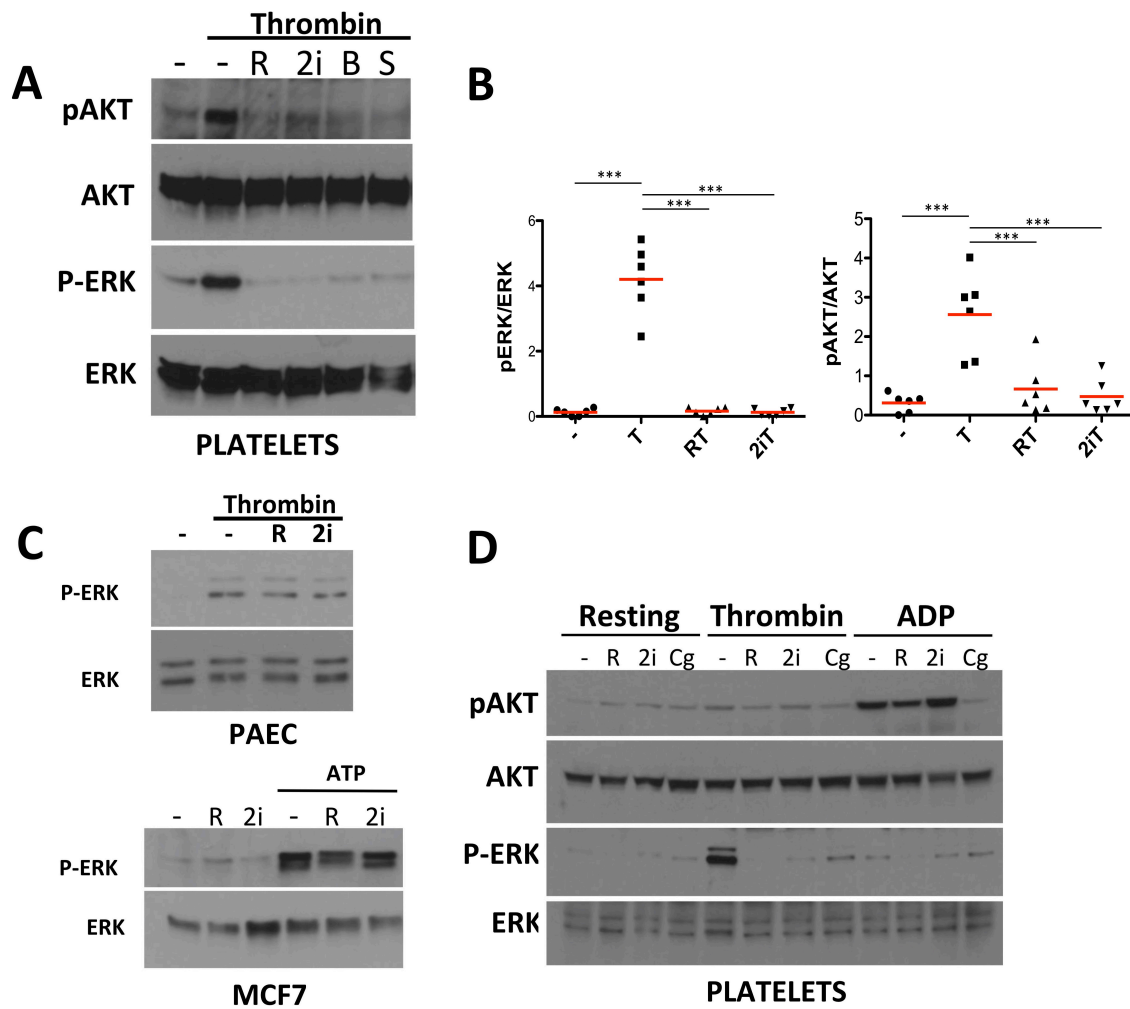 A
Thrombin
- - R 2i B S
pAKT
AKT
P-ERK
ERK
PLATELETS
B
*** *** ***
pERK/ERK
6
4
2
0
- T RT 2iT
*** *** ***
pAKT/AKT
5
4
3
2
1
0
- T RT 2iT
C
Thrombin
- - R 2i
P-ERK
ERK
PAEC
ATP
- R 2i - R 2i
P-ERK
ERK
MCF7
D
Resting Thrombin ADP
- R 2i Cg - R 2i Cg - R 2i Cg
pAKT
AKT
P-ERK
ERK
PLATELETS